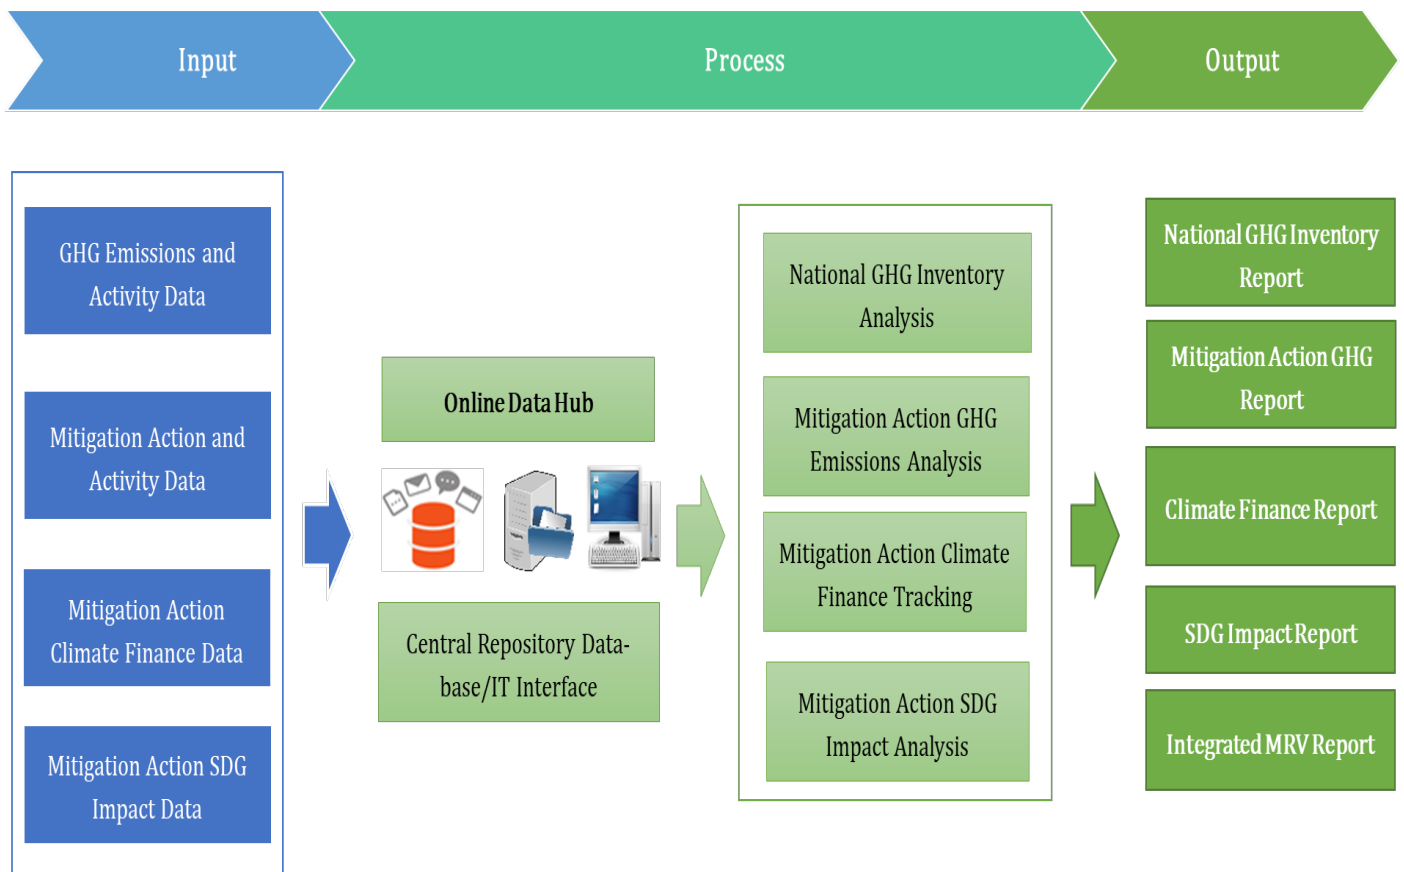 Input
Process
Output
GHG Emissions and
Activity Data
Mitigation Action and
Activity Data
Mitigation Action
Climate Finance Data
Mitigation Action SDG
Impact Data
Online Data Hub
Central Repository Data-
base/IT Interface
National GHG Inventory
Analysis
Mitigation Action GHG
Emissions Analysis
Mitigation Action Climate
Finance Tracking
Mitigation Action SDG
Impact Analysis
National GHG Inventory
Report
Mitigation Action GHG
Report
Climate Finance Report
SDG Impact Report
Integrated MRV Report